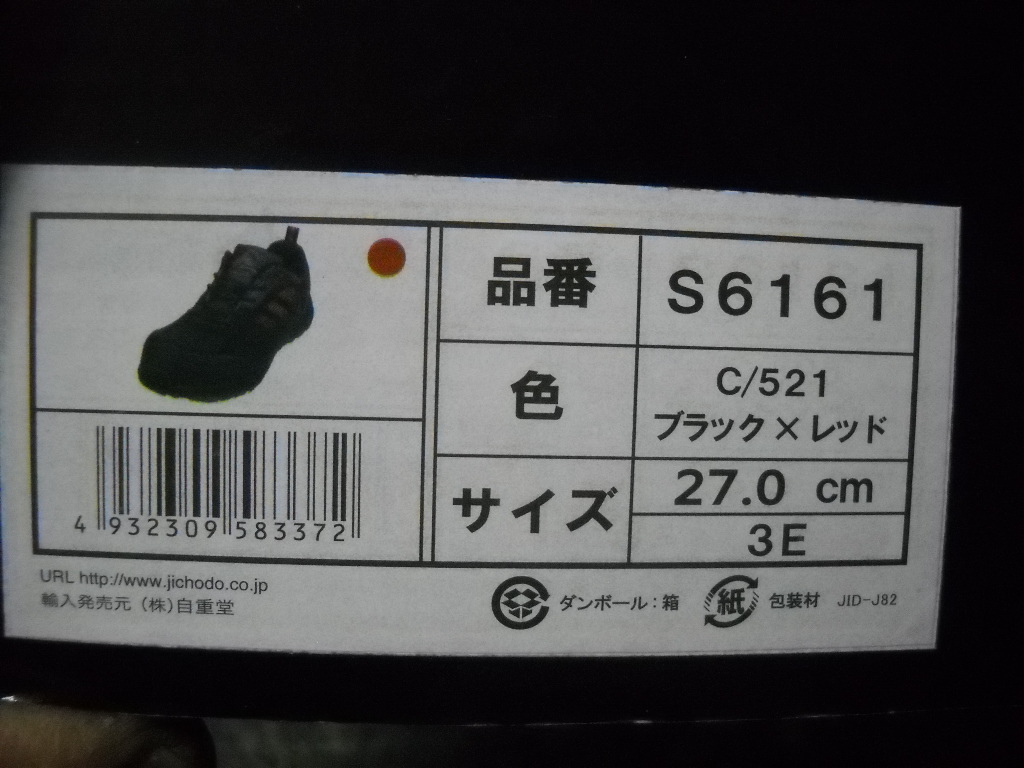 品番 S6161
色 C/521
ブラック×レッド
サイズ 27.0 cm
3E
4 932309 583372
URL http://www.jichodo.co.jp
輸入発売元 (株)自重堂
ダンボール:箱
紙 包装材 JID-J82